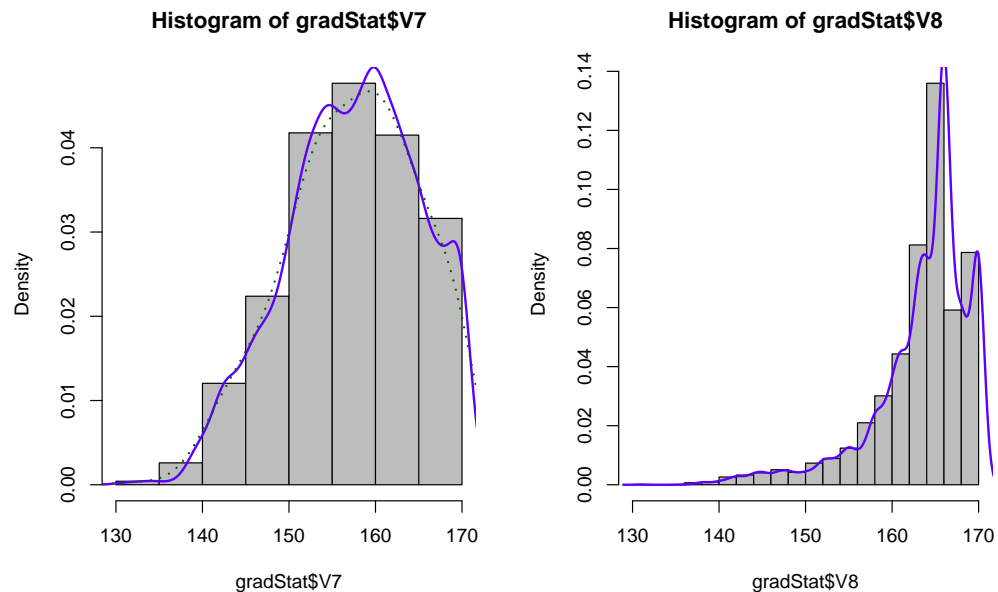 Histogram of gradStat$V7
Density
0.00
0.01
0.02
0.03
0.04
130 140 150 160 170
gradStat$V7
Histogram of gradStat$V8
Density
0.00
0.02
0.04
0.06
0.08
0.10
0.12
0.14
130 140 150 160 170
gradStat$V8